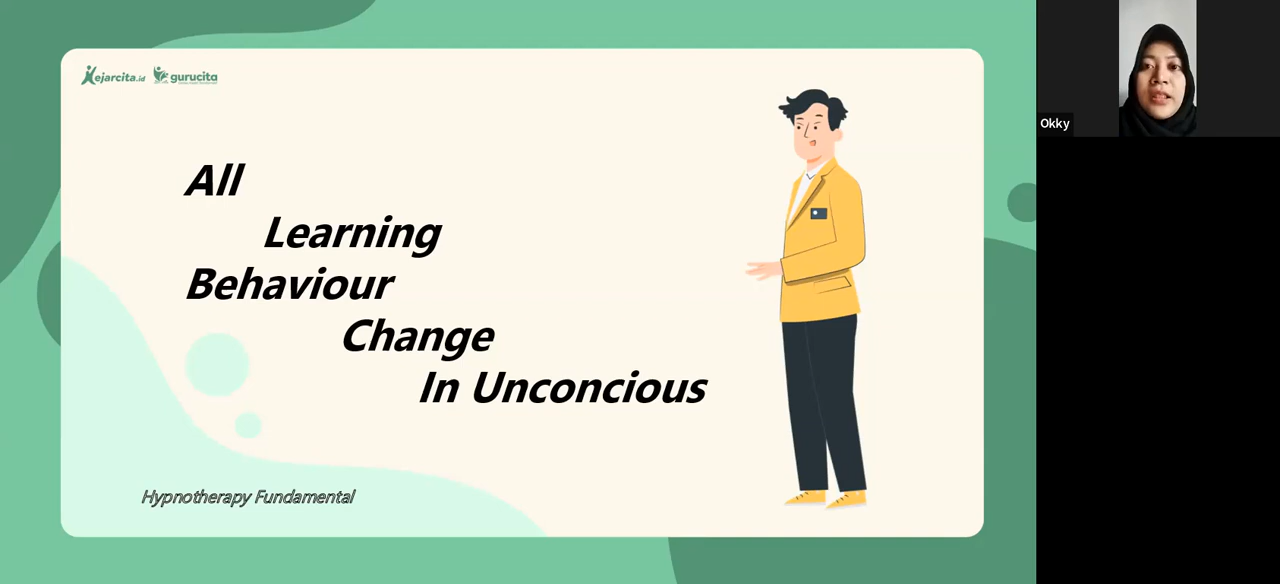 Kejarcita.id gurucita
Okky
All
Learning
Behaviour
Change
In Unconcious
Hypnotherapy Fundamental